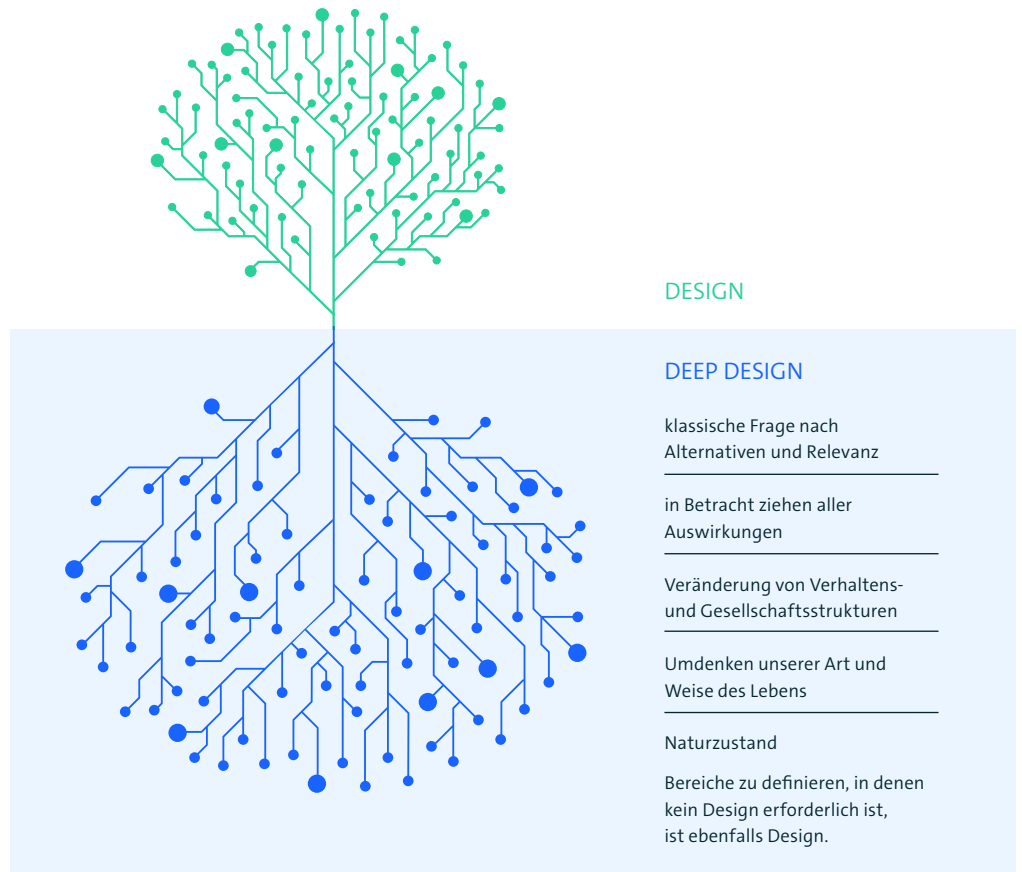 DESIGN
DEEP DESIGN
klassische Frage nach
Alternativen und Relevanz
in Betracht ziehen aller
Auswirkungen
Veränderung von Verhaltens-
und Gesellschaftsstrukturen
Umdenken unserer Art und
Weise des Lebens
Naturzustand
Bereiche zu definieren, in denen
kein Design erforderlich ist,
ist ebenfalls Design.